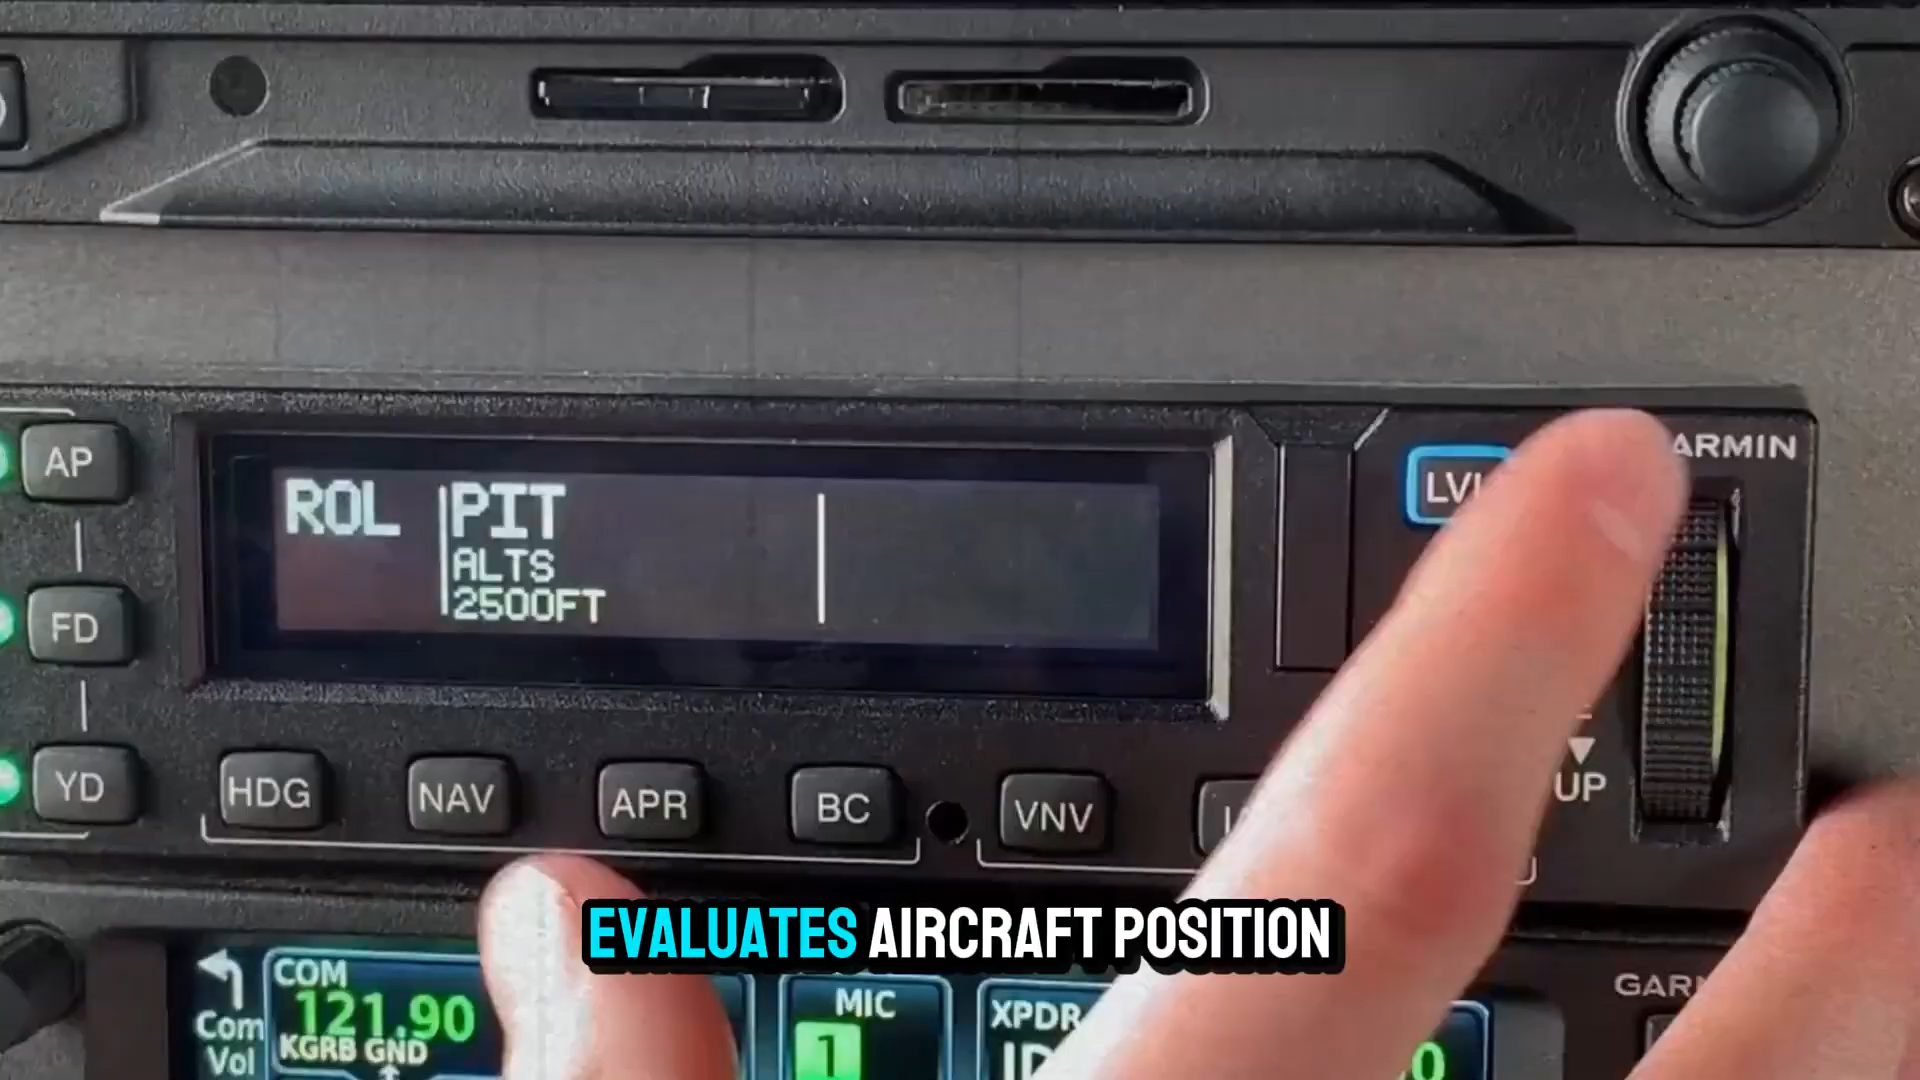 AP
ROL
PIT
ALTS
2500FT
LVL
ARMIN
FD
YD
HDG
NAV
APR
BC
VNV
UP
EVALUATES AIRCRAFT POSITION
Com
Vol
COM
121.90
KGRB GND
MIC
1
XPDR
GAR